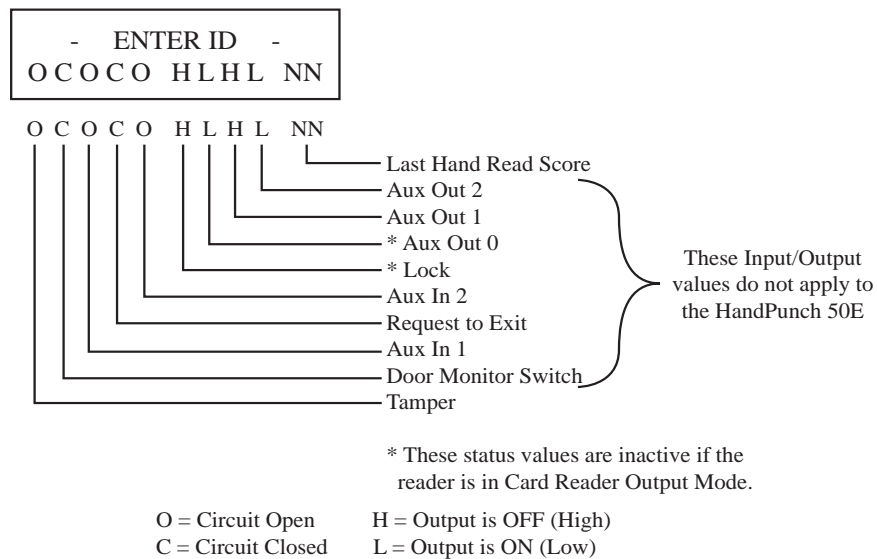 - ENTER ID -
O C O C O H L H L NN
O C O C O H L H L NN
Last Hand Read Score
Aux Out 2
Aux Out 1
* Aux Out 0
* Lock
Aux In 2
Request to Exit
Aux In 1
Door Monitor Switch
Tamper
These Input/Output
values do not apply to
the HandPunch 50E
* These status values are inactive if the
reader is in Card Reader Output Mode.
O = Circuit Open H = Output is OFF (High)
C = Circuit Closed L = Output is ON (Low)